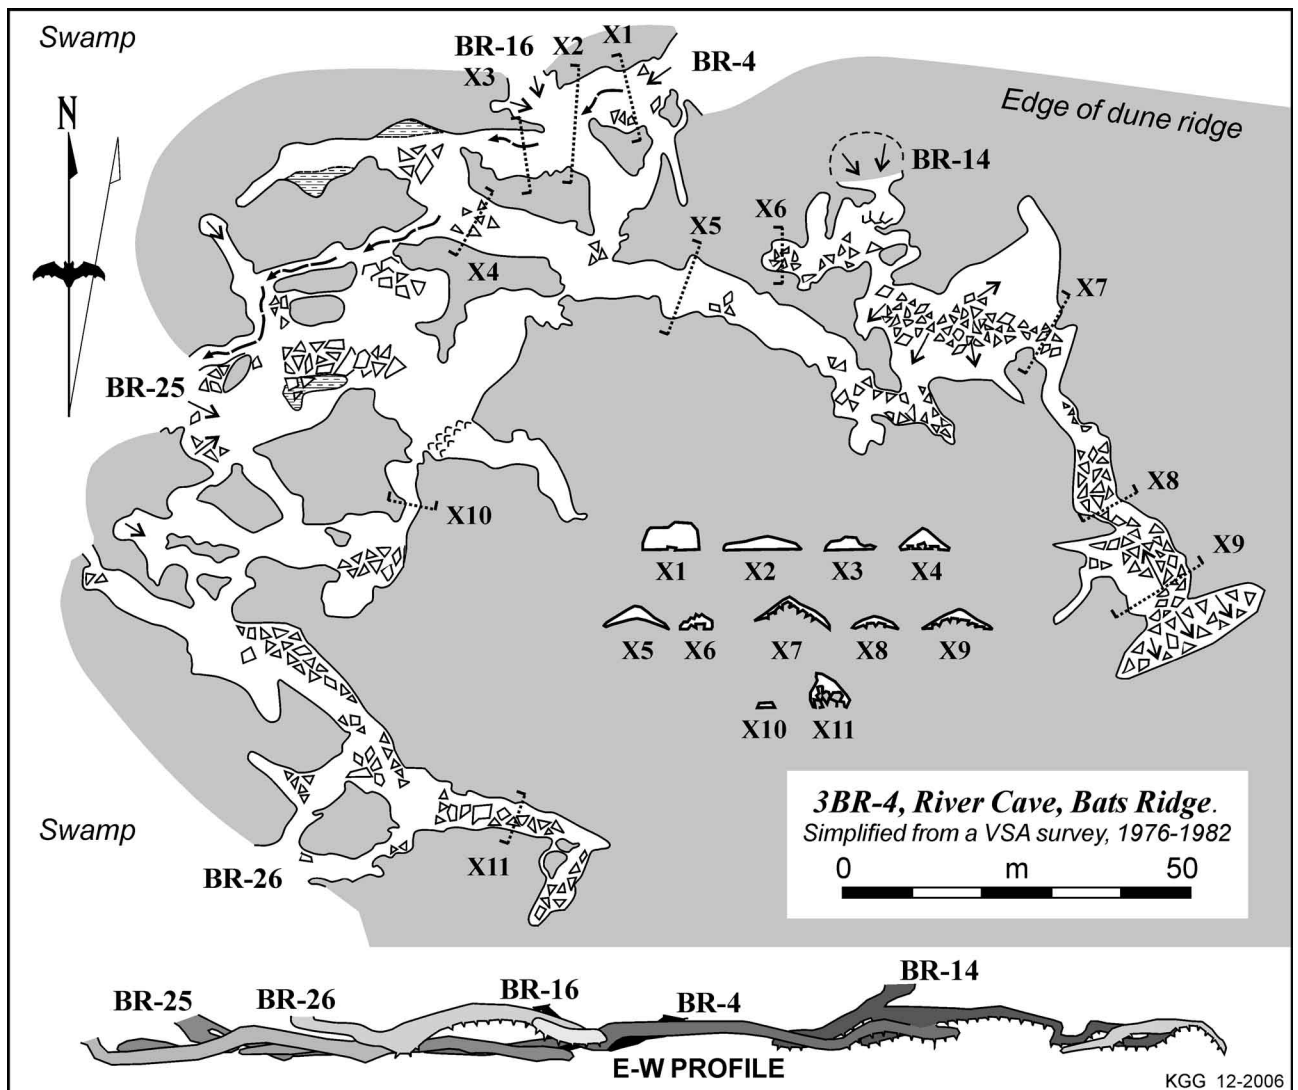 Swamp
BR-16
X2
X1
X3
BR-4
N
Edge of dune ridge
BR-14
X6
X5
X4
X7
BR-25
X10
X8
X9
X1
X2
X3
X4
X5
X6
X7
X8
X9
X10
X11
3BR-4, River Cave, Bats Ridge.
Simplified from a VSA survey, 1976-1982
0 m 50
Swamp
BR-26
X11
BR-14
BR-25
BR-26
BR-16
BR-4
E-W PROFILE
KGG 12-2006